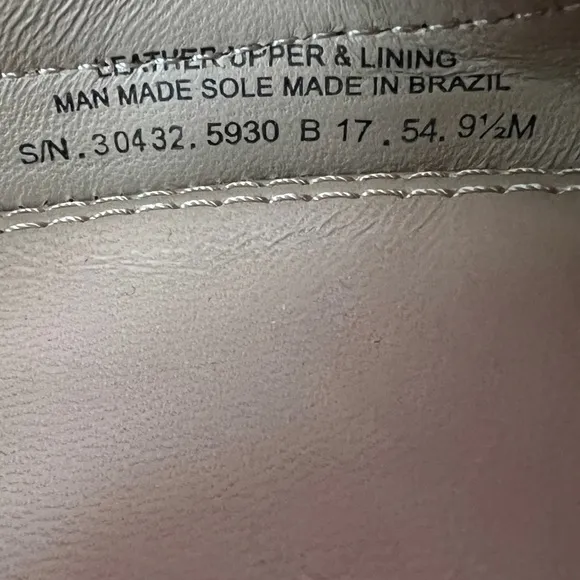 LEATHER UPPER & LINING
MAN MADE SOLE MADE IN BRAZIL
S/N.30432.5930 B 17.54.9½M